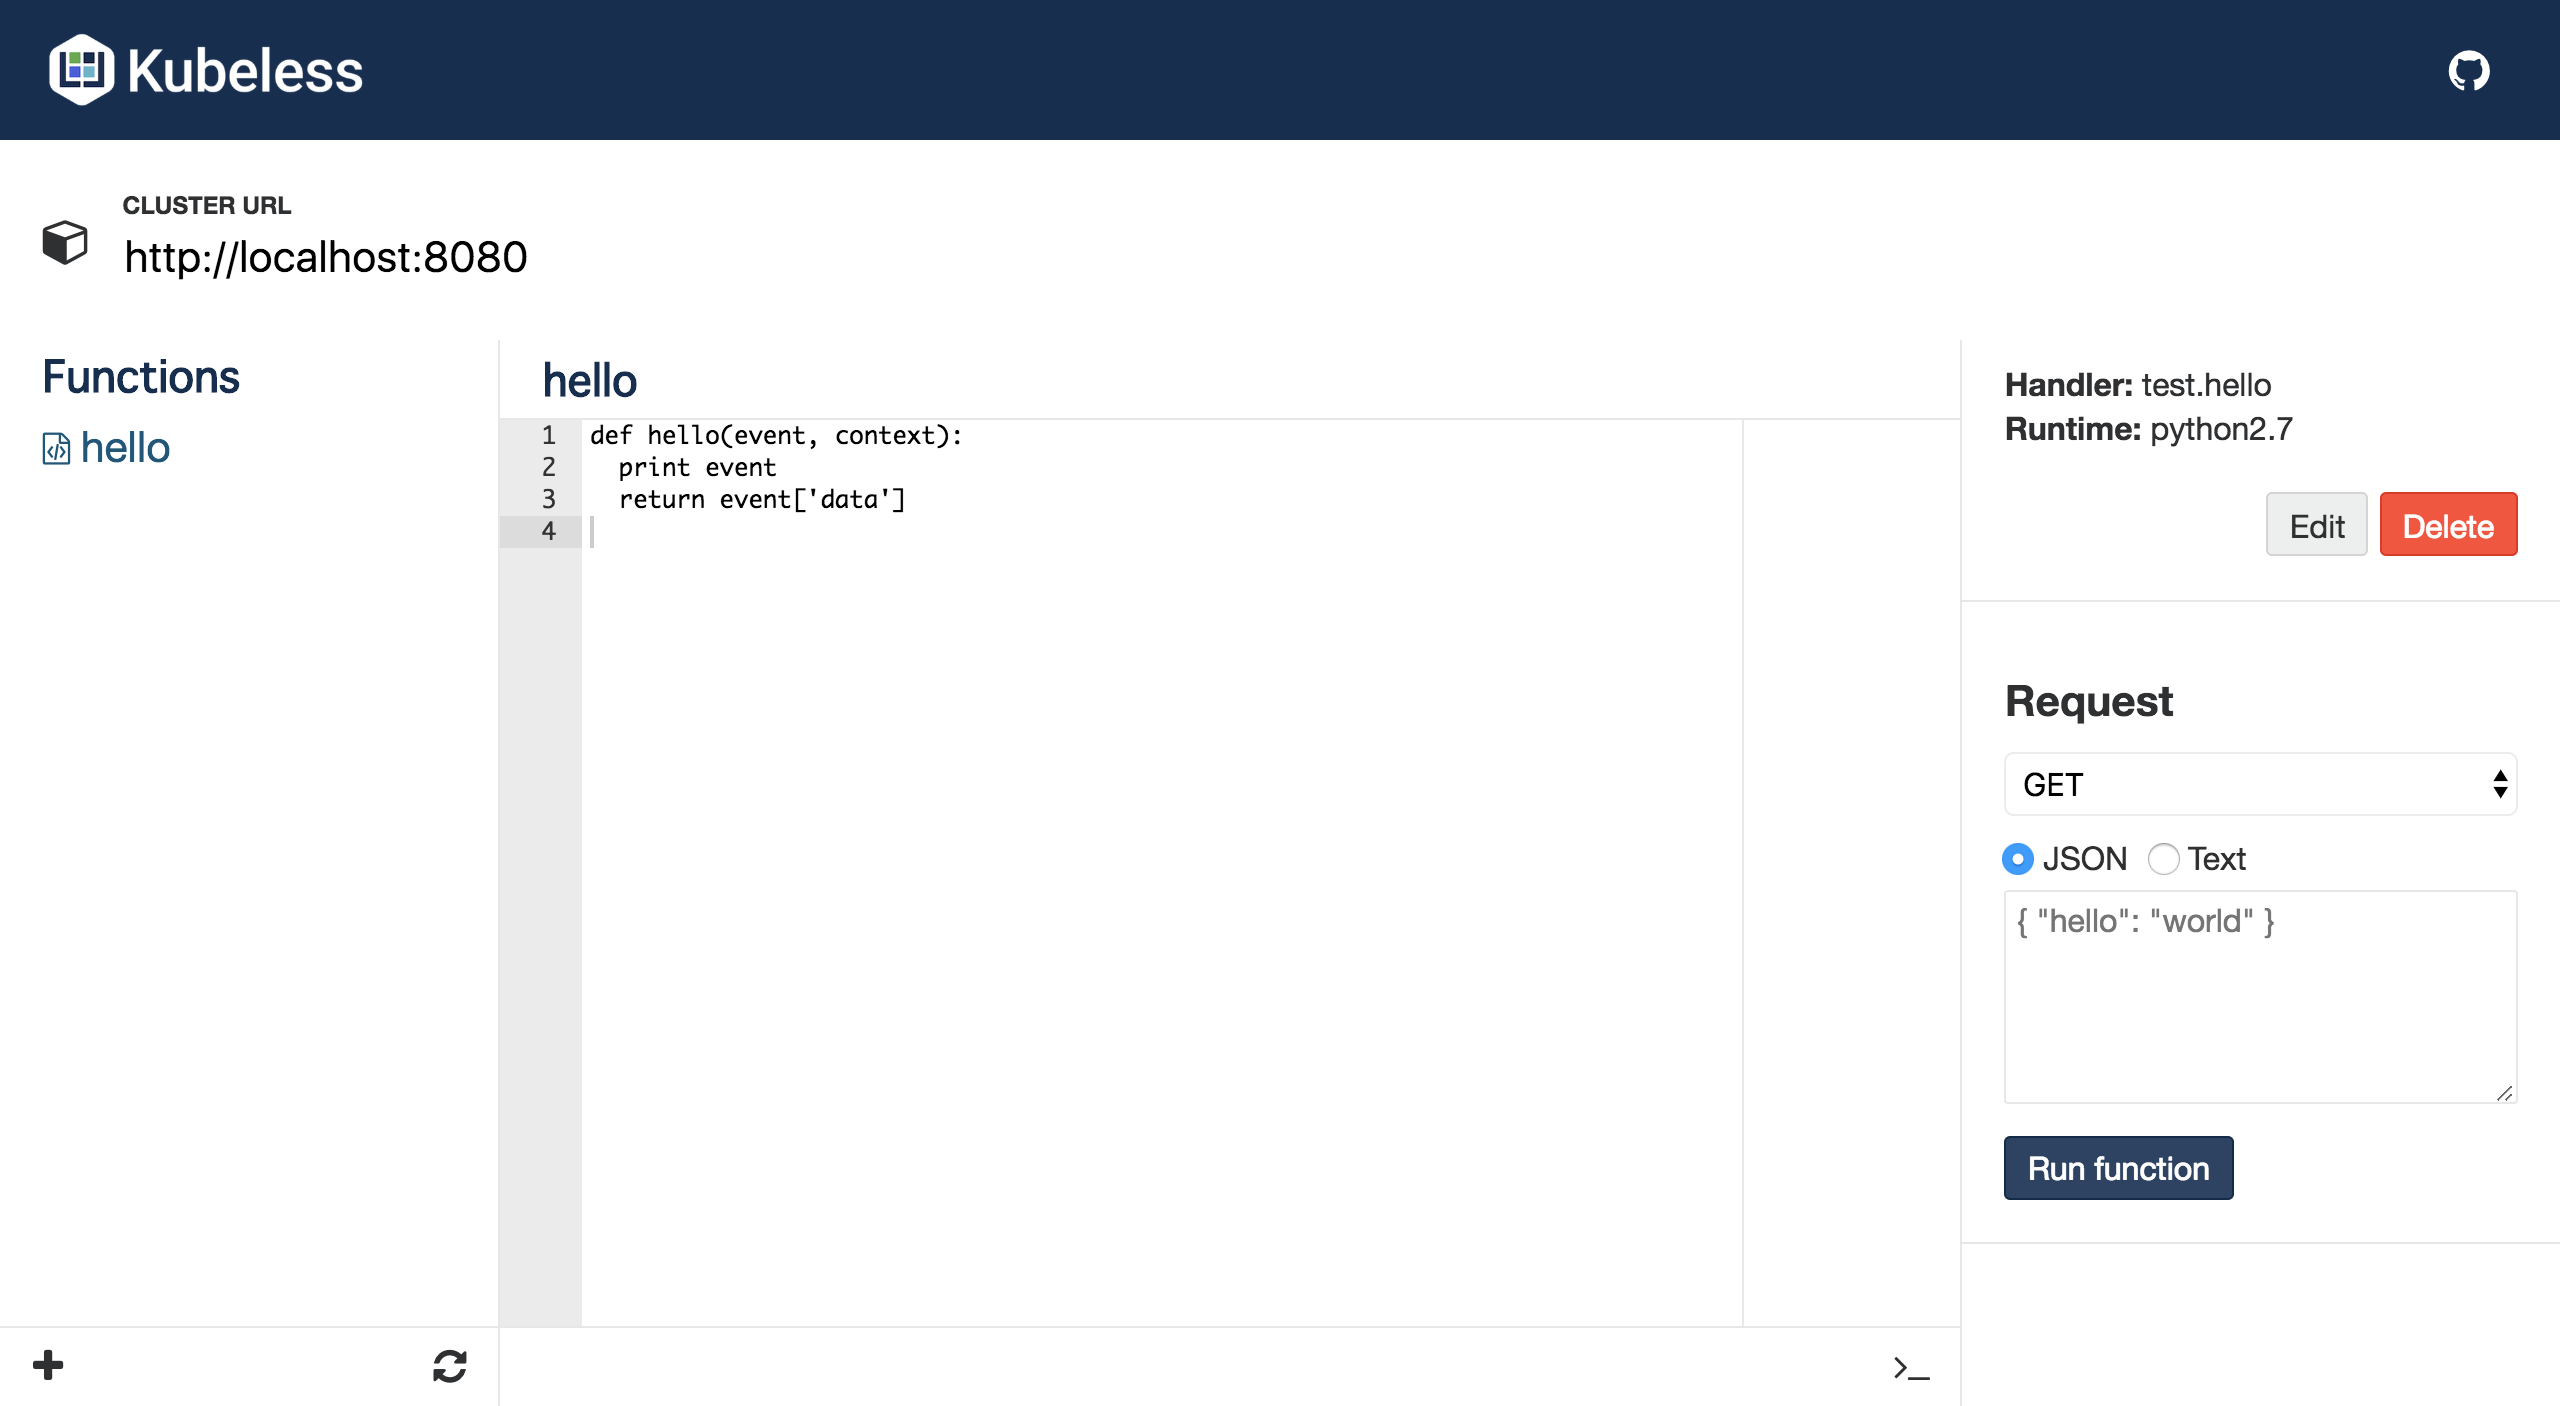 Kubeless
CLUSTER URL
http://localhost:8080
Functions
hello
hello
1 def hello(event, context):
2   print event
3   return event['data']
4
Handler: test.hello
Runtime: python2.7
Edit Delete
Request
GET
JSON Text
{ "hello": "world" }
Run function